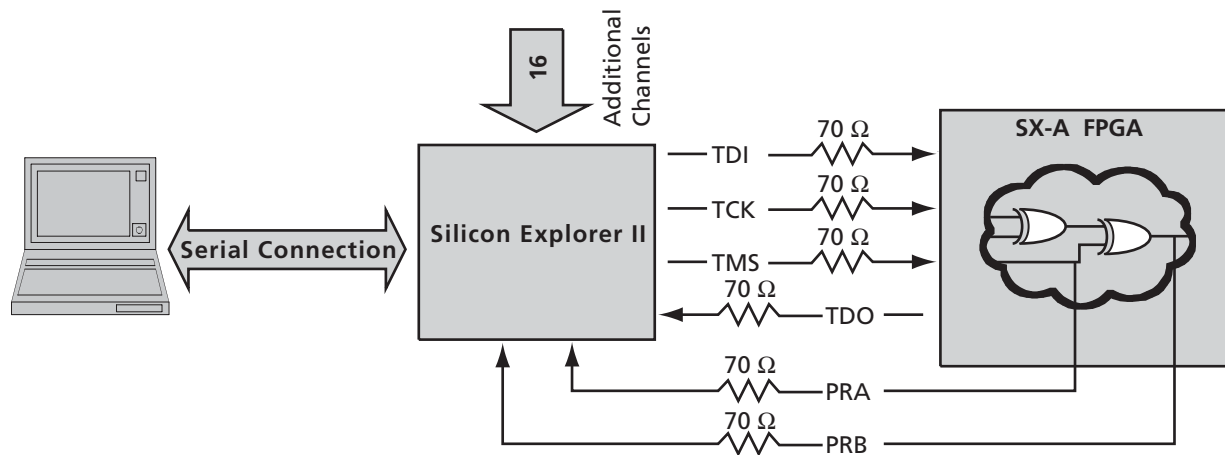 16
Additional
Channels
Serial Connection
Silicon Explorer II
70 Ω
TDI
70 Ω
TCK
70 Ω
TMS
70 Ω
TDO
70 Ω
PRA
70 Ω
PRB
SX-A FPGA